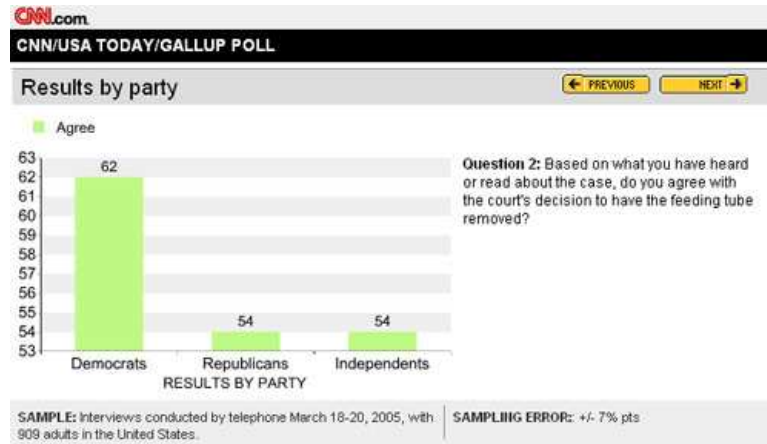 CNN.com
CNN/USA TODAY/GALLUP POLL
Results by party
PREVIOUS
NEXT
Agree
63
62
61
60
59
58
57
56
55
54
53
62
54
54
Democrats
Republicans
Independents
RESULTS BY PARTY
Question 2: Based on what you have heard
or read about the case, do you agree with
the court's decision to have the feeding tube
removed?
SAMPLE: Interviews conducted by telephone March 18-20, 2005, with
909 adults in the United States.
SAMPLING ERROR: +/- 7% pts